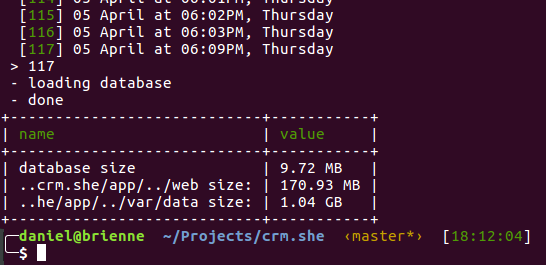 [114] 05 April at 06:01PM, Thursday
[115] 05 April at 06:02PM, Thursday
[116] 05 April at 06:03PM, Thursday
[117] 05 April at 06:09PM, Thursday
> 117
- loading database
- done
+----------------------------+-----------+
| name | value |
+----------------------------+-----------+
| database size | 9.72 MB |
| ..crm.she/app/../web size: | 170.93 MB |
| ..he/app/../var/data size: | 1.04 GB |
+----------------------------+-----------+
daniel@brienne ~/Projects/crm.she ‹master*› [18:12:04]
$